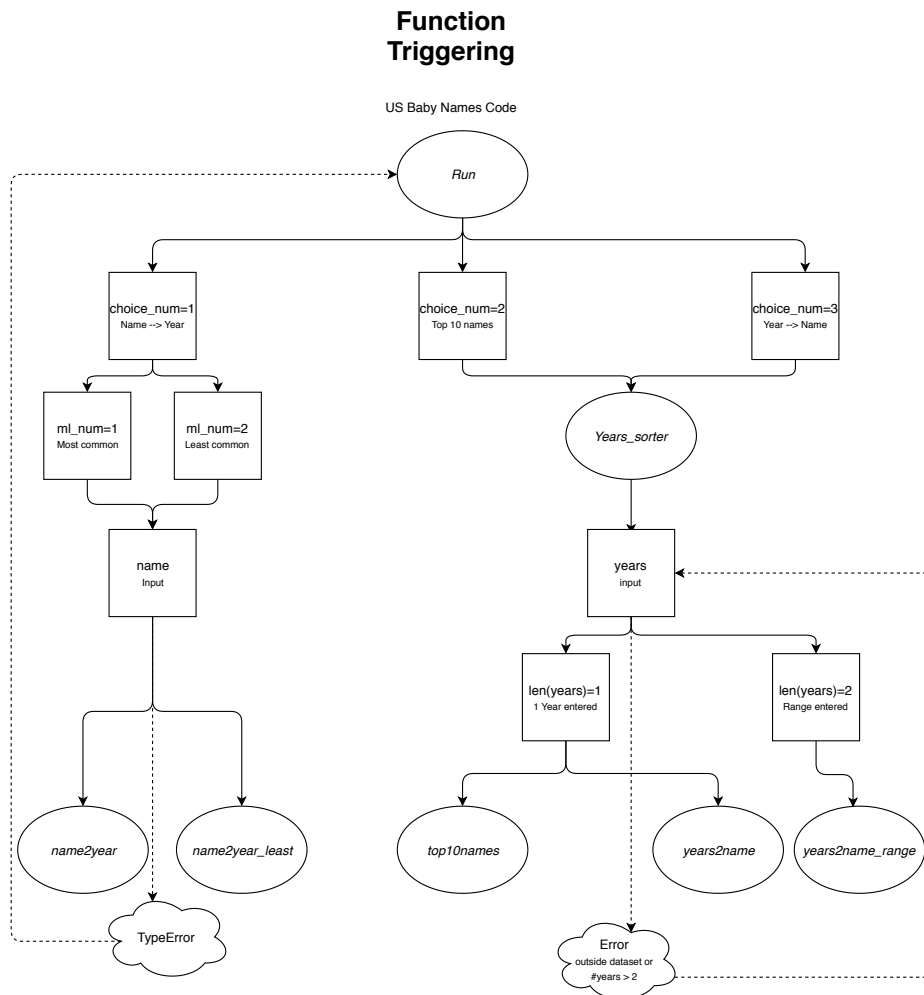 Function
Triggering
US Baby Names Code
Run
choice_num=1
Name --> Year
choice_num=2
Top 10 names
choice_num=3
Year --> Name
ml_num=1
Most common
ml_num=2
Least common
Years_sorter
name
Input
years
input
len(years)=1
1 Year entered
len(years)=2
Range entered
name2year
name2year_least
top10names
years2name
years2name_range
TypeError
Error
outside dataset or
#years > 2